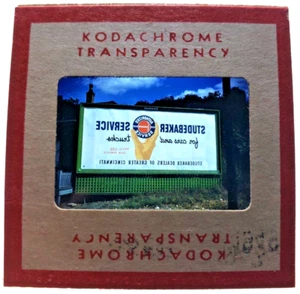 KODACHROME
TRANSPARENCY
STUDEBAKER SERVICE
for cars and trucks
STUDEBAKER DEALERS OF GREATER CINCINNATI
KODACHROME
TRANSPARENCY